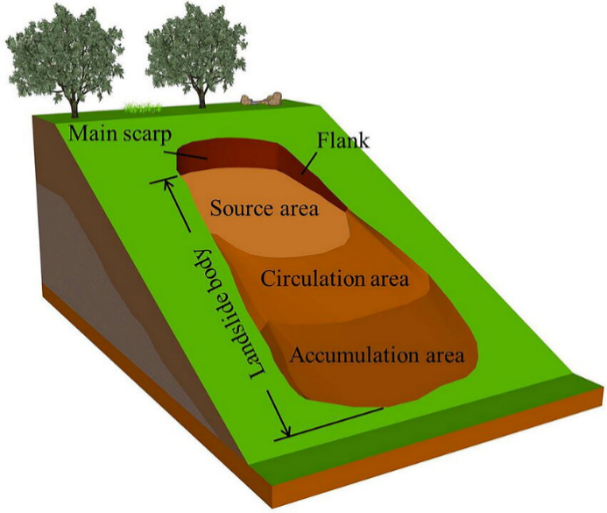 Main scarp
Flank
Source area
Circulation area
Landslide body
Accumulation area